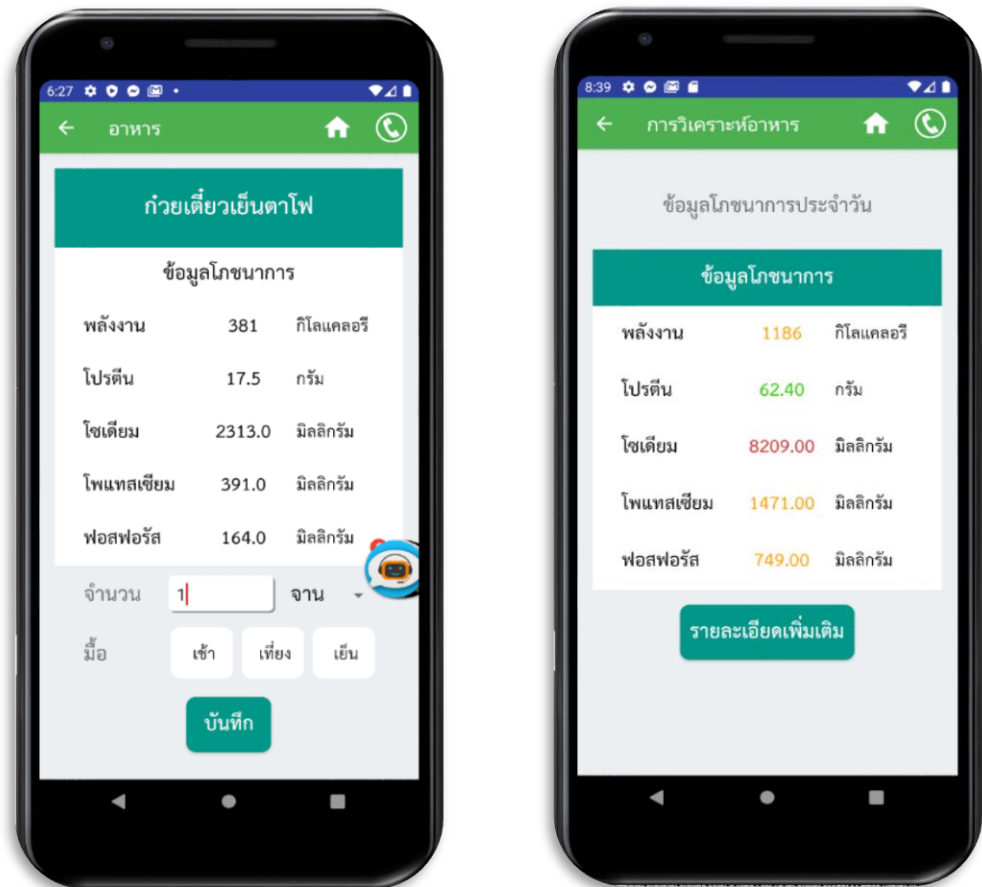 6:27
อาหาร
ก๋วยเตี๋ยวเย็นตาโฟ
ข้อมูลโภชนาการ
พลังงาน 381 กิโลแคลอรี
โปรตีน 17.5 กรัม
โซเดียม 2313.0 มิลลิกรัม
โพแทสเซียม 391.0 มิลลิกรัม
ฟอสฟอรัส 164.0 มิลลิกรัม
จำนวน 1 จาน
มื้อ เช้า เที่ยง เย็น
บันทึก
8:39
การวิเคราะห์อาหาร
ข้อมูลโภชนาการประจำวัน
ข้อมูลโภชนาการ
พลังงาน 1186 กิโลแคลอรี
โปรตีน 62.40 กรัม
โซเดียม 8209.00 มิลลิกรัม
โพแทสเซียม 1471.00 มิลลิกรัม
ฟอสฟอรัส 749.00 มิลลิกรัม
รายละเอียดเพิ่มเติม